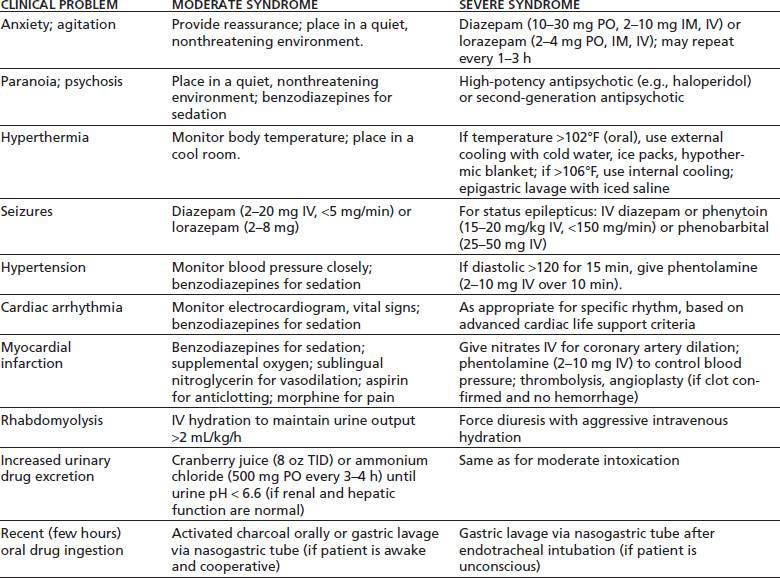 CLINICAL PROBLEM MODERATE SYNDROME SEVERE SYNDROME
Anxiety; agitation Provide reassurance; place in a quiet, Diazepam (10–30 mg PO, 2–10 mg IM, IV) or
nonthreatening environment. lorazepam (2–4 mg PO, IM, IV); may repeat
every 1–3 h
Paranoia; psychosis Place in a quiet, nonthreatening High-potency antipsychotic (e.g., haloperidol)
environment; benzodiazepines for or second-generation antipsychotic
sedation
Hyperthermia Monitor body temperature; place in a If temperature >102°F (oral), use external
cool room. cooling with cold water, ice packs, hypother-
mic blanket; if >106°F, use internal cooling;
epigastric lavage with iced saline
Seizures Diazepam (2–20 mg IV, <5 mg/min) or For status epilepticus: IV diazepam or phenytoin
lorazepam (2–8 mg) (15–20 mg/kg IV, <150 mg/min) or phenobarbital
(25–50 mg IV)
Hypertension Monitor blood pressure closely; If diastolic >120 for 15 min, give phentolamine
benzodiazepines for sedation (2–10 mg IV over 10 min).
Cardiac arrhythmia Monitor electrocardiogram, vital signs; As appropriate for specific rhythm, based on
benzodiazepines for sedation advanced cardiac life support criteria
Myocardial Benzodiazepines for sedation; Give nitrates IV for coronary artery dilation;
infarction supplemental oxygen; sublingual phentolamine (2–10 mg IV) to control blood
nitroglycerin for vasodilation; aspirin pressure; thrombolysis, angioplasty (if clot con-
for anticlotting; morphine for pain firmed and no hemorrhage)
Rhabdomyolysis IV hydration to maintain urine output Force diuresis with aggressive intravenous
>2 mL/kg/h hydration
Increased urinary Cranberry juice (8 oz TID) or ammonium Same as for moderate intoxication
drug excretion chloride (500 mg PO every 3–4 h) until
urine pH < 6.6 (if renal and hepatic
function are normal)
Recent (few hours) Activated charcoal orally or gastric lavage Gastric lavage via nasogastric tube after
oral drug ingestion via nasogastric tube (if patient is awake endotracheal intubation (if patient is
and cooperative) unconscious)